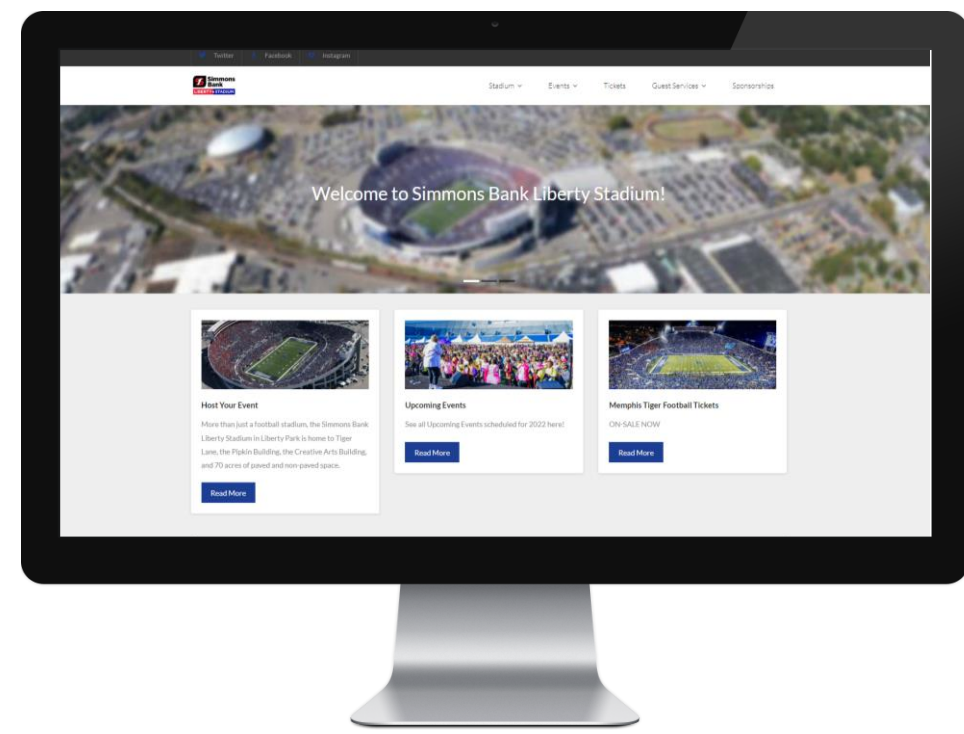 Twitter Facebook Instagram
Simmons
Bank
LIBERTY STADIUM
Stadium Events Tickets Guest Services Sponsorships
Welcome to Simmons Bank Liberty Stadium!
Host Your Event
More than just a football stadium, the Simmons Bank
Liberty Stadium in Liberty Park is home to Tiger
Lane, the Pipkin Building, the Creative Arts Building,
and 70 acres of paved and non-paved space.
Read More
Upcoming Events
See all Upcoming Events scheduled for 2022 here!
Read More
Memphis Tiger Football Tickets
ON-SALE NOW
Read More